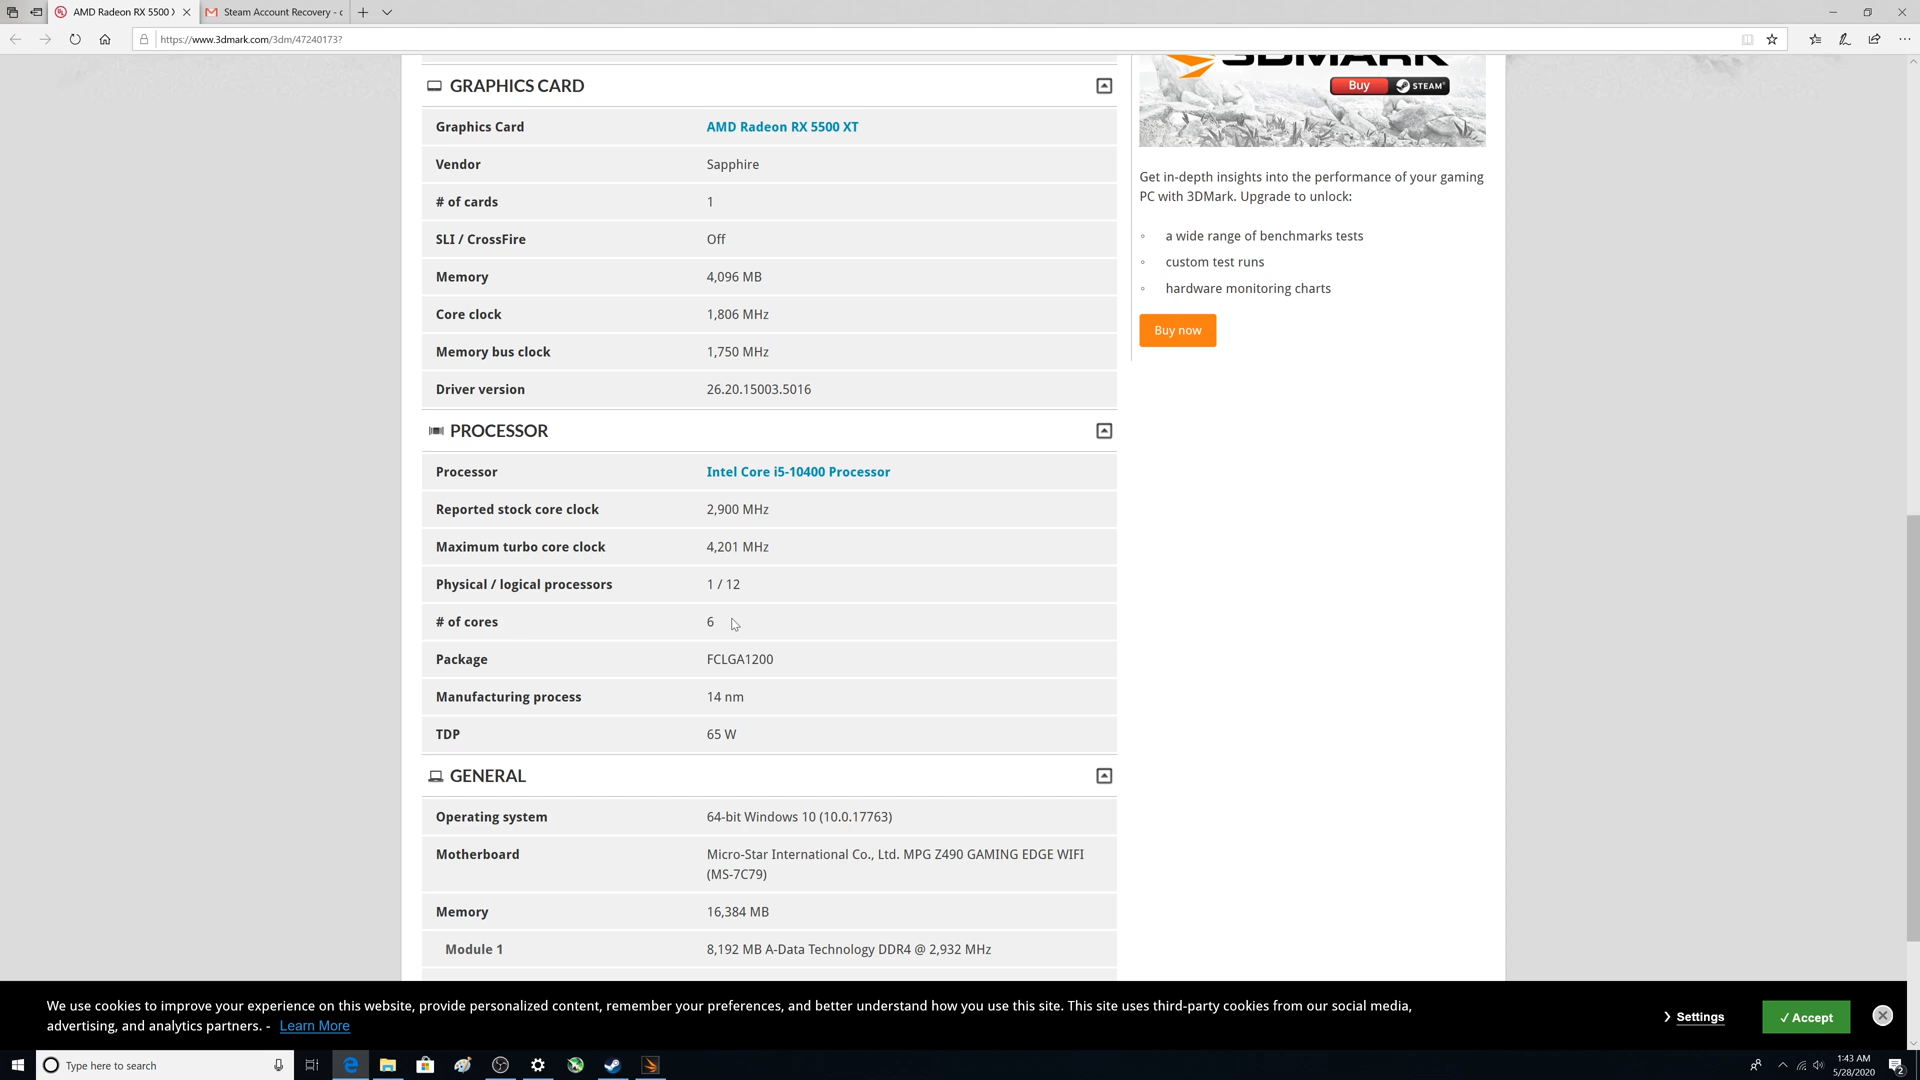 AMD Radeon RX 5500 X
Steam Account Recovery - c
https://www.3dmark.com/3dm/47240173?
3DMARK
Buy STEAM
GRAPHICS CARD
Graphics Card AMD Radeon RX 5500 XT
Vendor Sapphire
# of cards 1
SLI / CrossFire Off
Memory 4,096 MB
Core clock 1,806 MHz
Memory bus clock 1,750 MHz
Driver version 26.20.15003.5016
Get in-depth insights into the performance of your gaming
PC with 3DMark. Upgrade to unlock:
a wide range of benchmarks tests
custom test runs
hardware monitoring charts
Buy now
PROCESSOR
Processor Intel Core i5-10400 Processor
Reported stock core clock 2,900 MHz
Maximum turbo core clock 4,201 MHz
Physical / logical processors 1 / 12
# of cores 6
Package FCLGA1200
Manufacturing process 14 nm
TDP 65 W
GENERAL
Operating system 64-bit Windows 10 (10.0.17763)
Motherboard Micro-Star International Co., Ltd. MPG Z490 GAMING EDGE WIFI
(MS-7C79)
Memory 16,384 MB
Module 1 8,192 MB A-Data Technology DDR4 @ 2,932 MHz
We use cookies to improve your experience on this website, provide personalized content, remember your preferences, and better understand how you use this site. This site uses third-party cookies from our social media,
advertising, and analytics partners. - Learn More
Settings
✓ Accept
Type here to search
1:43 AM
5/28/2020
2